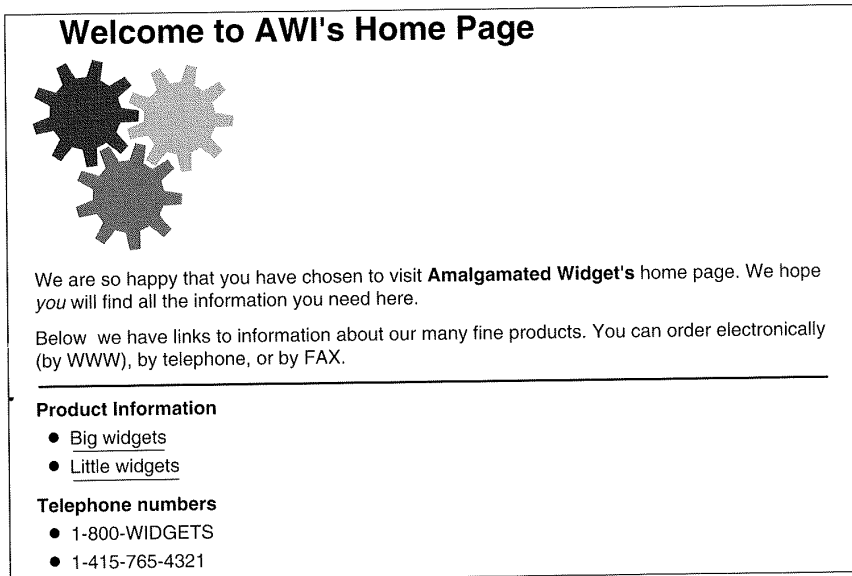 Welcome to AWI's Home Page
We are so happy that you have chosen to visit Amalgamated Widget's home page. We hope
you will find all the information you need here.
Below we have links to information about our many fine products. You can order electronically
(by WWW), by telephone, or by FAX.
Product Information
Big widgets
Little widgets
Telephone numbers
1-800-WIDGETS
1-415-765-4321